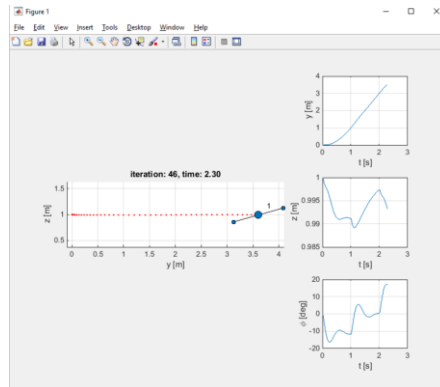 Figure 1
File Edit View Insert Tools Desktop Window Help
4
3
2
1
0
y [m]
0 1 2 3
t [s]
iteration: 46, time: 2.30
1.5
1
0.5
z [m]
1
0 0.5 1 1.5 2 2.5 3 3.5 4
y [m]
1
0.995
0.99
0.985
z [m]
0 1 2 3
t [s]
20
10
0
-10
-20
ϕ [deg]
0 1 2 3
t [s]